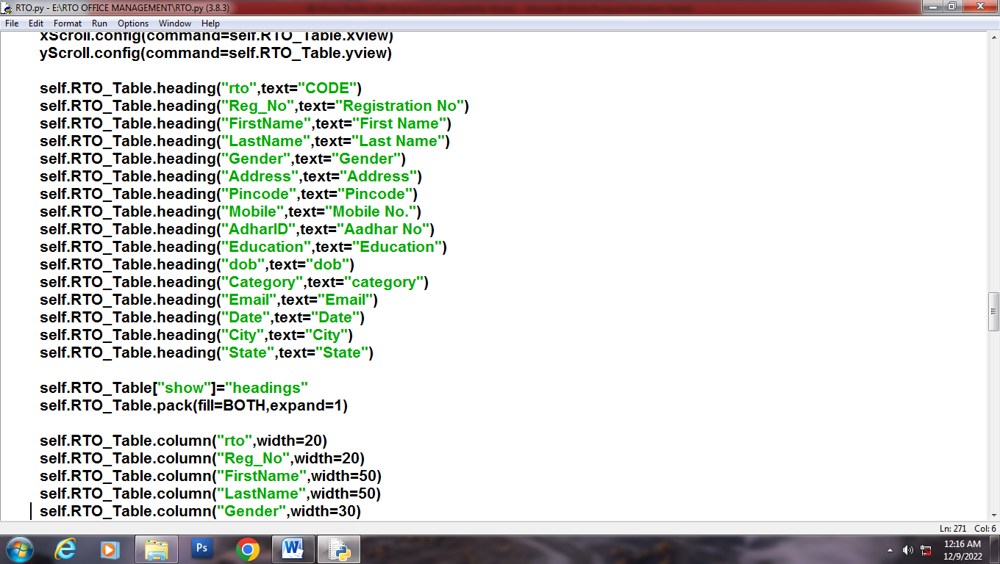 RTO.py - E:\RTO OFFICE MANAGEMENT\RTO.py (3.8.3)
File Edit Format Run Options Window Help
xScroll.config(command=self.RTO_Table.xview)
yScroll.config(command=self.RTO_Table.yview)
self.RTO_Table.heading("rto",text="CODE")
self.RTO_Table.heading("Reg_No",text="Registration No")
self.RTO_Table.heading("FirstName",text="First Name")
self.RTO_Table.heading("LastName",text="Last Name")
self.RTO_Table.heading("Gender",text="Gender")
self.RTO_Table.heading("Address",text="Address")
self.RTO_Table.heading("Pincode",text="Pincode")
self.RTO_Table.heading("Mobile",text="Mobile No.")
self.RTO_Table.heading("AdharID",text="Aadhar No")
self.RTO_Table.heading("Education",text="Education")
self.RTO_Table.heading("dob",text="dob")
self.RTO_Table.heading("Category",text="category")
self.RTO_Table.heading("Email",text="Email")
self.RTO_Table.heading("Date",text="Date")
self.RTO_Table.heading("City",text="City")
self.RTO_Table.heading("State",text="State")
self.RTO_Table["show"]="headings"
self.RTO_Table.pack(fill=BOTH,expand=1)
self.RTO_Table.column("rto",width=20)
self.RTO_Table.column("Reg_No",width=20)
self.RTO_Table.column("FirstName",width=50)
self.RTO_Table.column("LastName",width=50)
self.RTO_Table.column("Gender",width=30)
Ln: 271 Col: 6
Ps
W
12:16 AM
12/9/2022